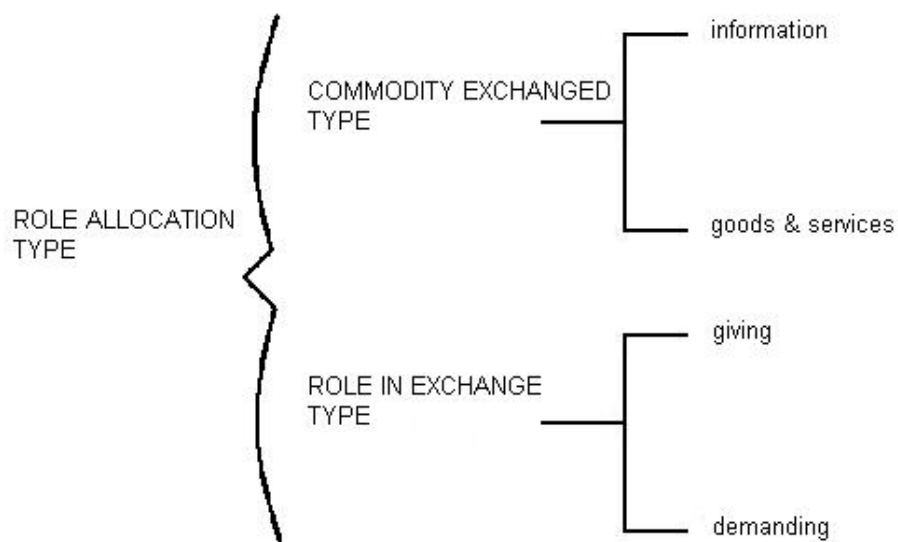 information
COMMODITY EXCHANGED
TYPE
ROLE ALLOCATION
TYPE
goods & services
giving
ROLE IN EXCHANGE
TYPE
demanding